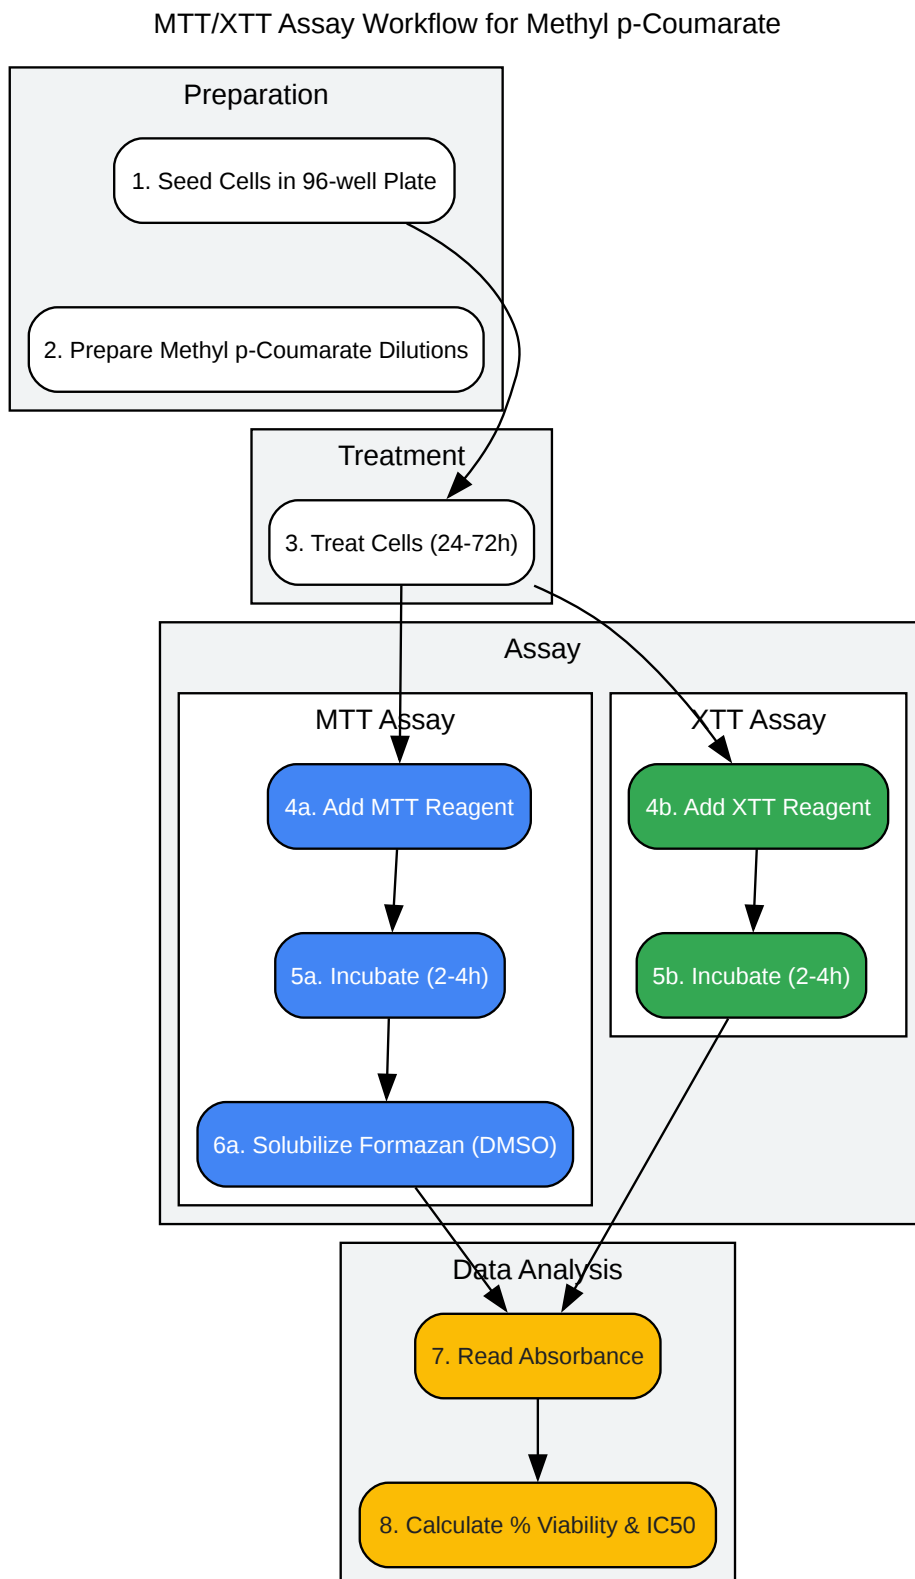 MTT/XTT Assay Workflow for Methyl p-Coumarate
Preparation
1. Seed Cells in 96-well Plate
2. Prepare Methyl p-Coumarate Dilutions
Treatment
3. Treat Cells (24-72h)
Assay
MTT Assay
XTT Assay
4a. Add MTT Reagent
4b. Add XTT Reagent
5a. Incubate (2-4h)
5b. Incubate (2-4h)
6a. Solubilize Formazan (DMSO)
Data Analysis
7. Read Absorbance
8. Calculate % Viability & IC50